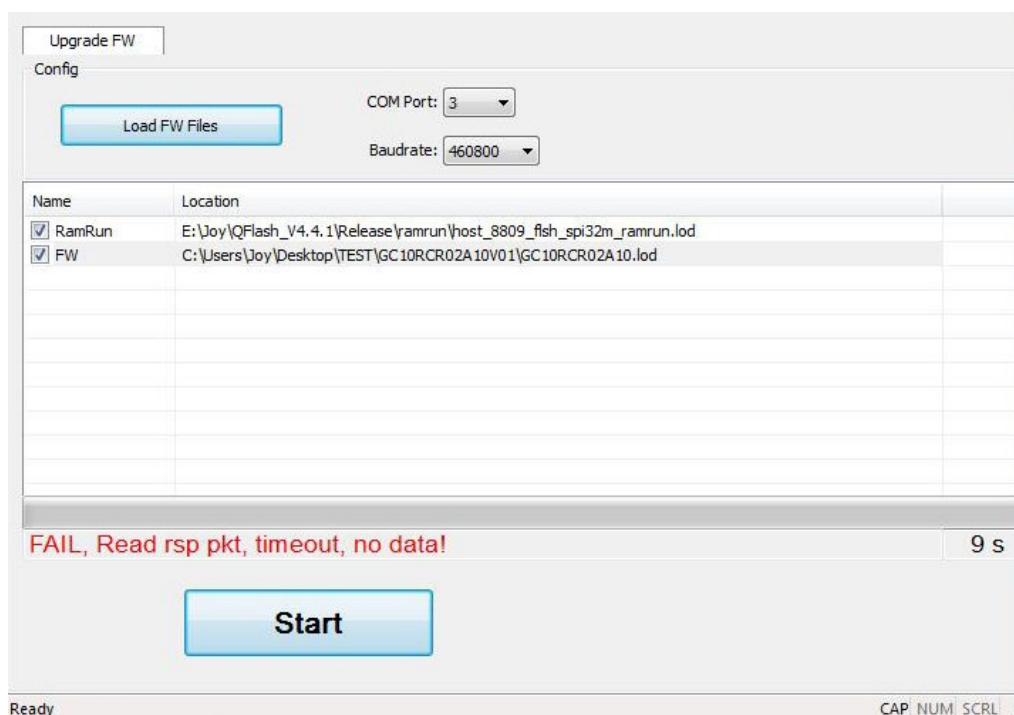 Upgrade FW
Config
Load FW Files
COM Port: 3
Baudrate: 460800
Name Location
RamRun E:\Joy\QFlash_V4.4.1\Release\ramrun\host_8809_flsh_spi32m_ramrun.lod
FW C:\Users\Joy\Desktop\TEST\GC10RCR02A10V01\GC10RCR02A10.lod
FAIL, Read rsp pkt, timeout, no data! 9 s
Start
Ready CAP NUM SCRL